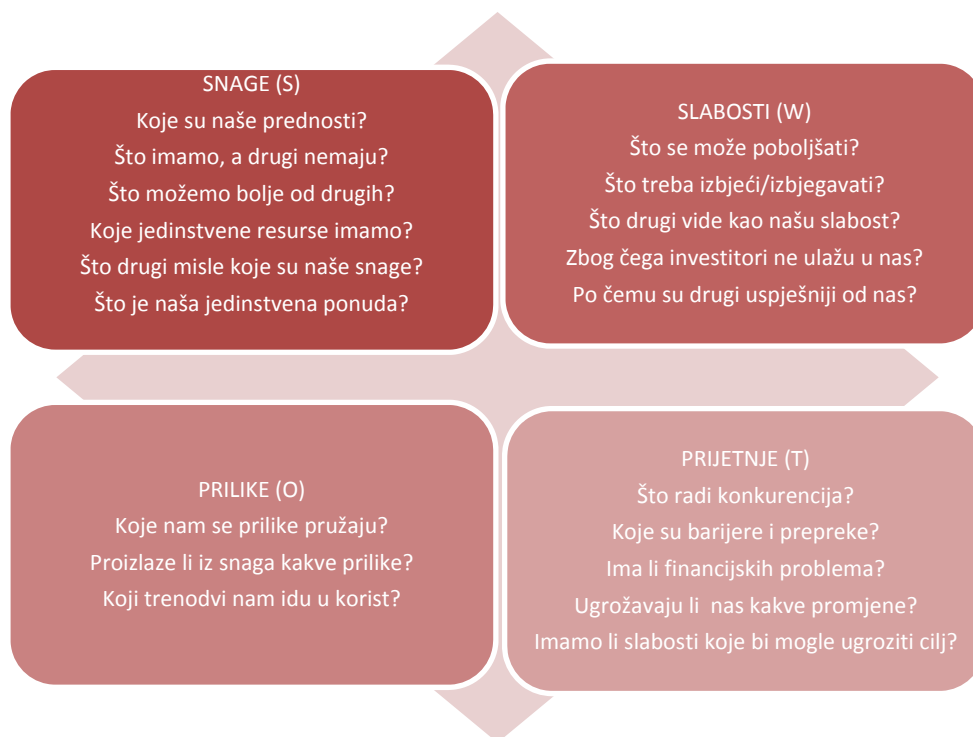 SNAGE (S)
Koje su naše prednosti?
Što imamo, a drugi nemaju?
Što možemo bolje od drugih?
Koje jedinstvene resurse imamo?
Što drugi misle koje su naše snage?
Što je naša jedinstvena ponuda?
SLABOSTI (W)
Što se može poboljšati?
Što treba izbjeći/izbjegavati?
Što drugi vide kao našu slabost?
Zbog čega investitori ne ulažu u nas?
Po čemu su drugi uspješniji od nas?
PRILIKE (O)
Koje nam se prilike pružaju?
Proizlaze li iz snaga kakve prilike?
Koji trenodvi nam idu u korist?
PRIJETNJE (T)
Što radi konkurencija?
Koje su barijere i prepreke?
Ima li financijskih problema?
Ugrožavaju li  nas kakve promjene?
Imamo li slabosti koje bi mogle ugroziti cilj?